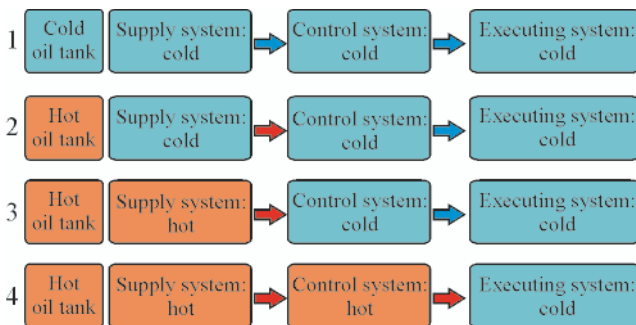 1
Cold
oil tank
Supply system:
cold
Control system:
cold
Executing system:
cold
2
Hot
oil tank
Supply system:
cold
Control system:
cold
Executing system:
cold
3
Hot
oil tank
Supply system:
hot
Control system:
cold
Executing system:
cold
4
Hot
oil tank
Supply system:
hot
Control system:
hot
Executing system:
cold